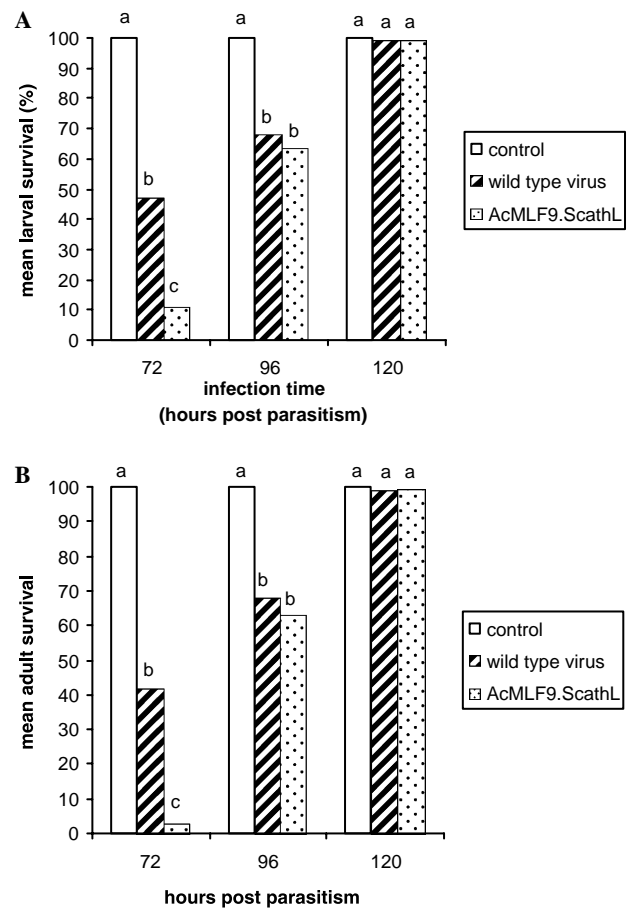 A
a a a a a
100
90
80
70
60
50
40
30
20
10
0
b
c
b b
mean larval survival (%)
72 96 120
infection time
(hours post parasitism)
control
wild type virus
AcMLF9.ScathL
B
a a a a a
100
90
80
70
60
50
40
30
20
10
0
b
c
b b
mean adult survival
72 96 120
hours post parasitism
control
wild type virus
AcMLF9.ScathL